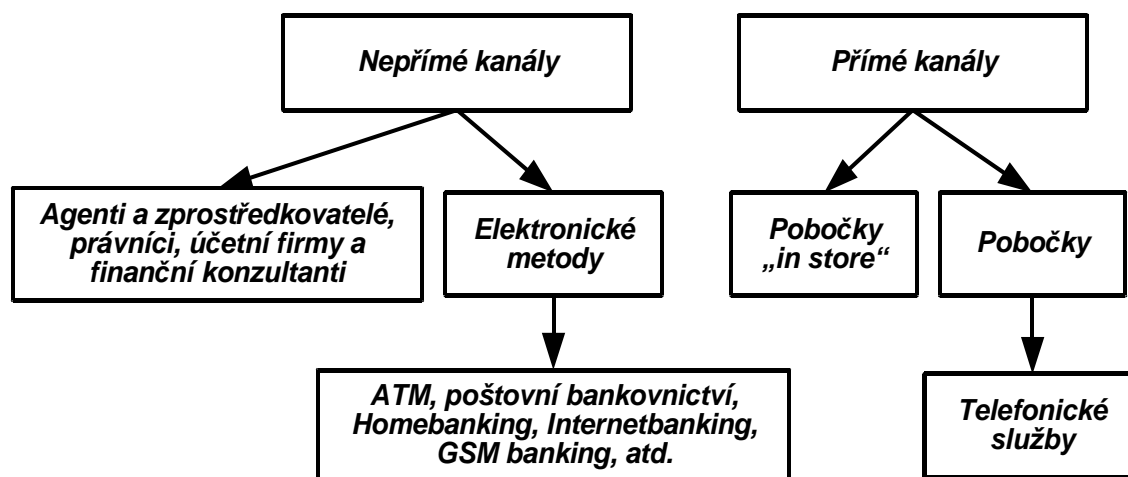 Nepřímé kanály
Přímé kanály
Agenti a zprostředkovatelé,
právníci, účetní firmy a
finanční konzultanti
Elektronické
metody
Pobočky
„in store“
Pobočky
ATM, poštovní bankovnictví,
Homebanking, Internetbanking,
GSM banking, atd.
Telefonické
služby